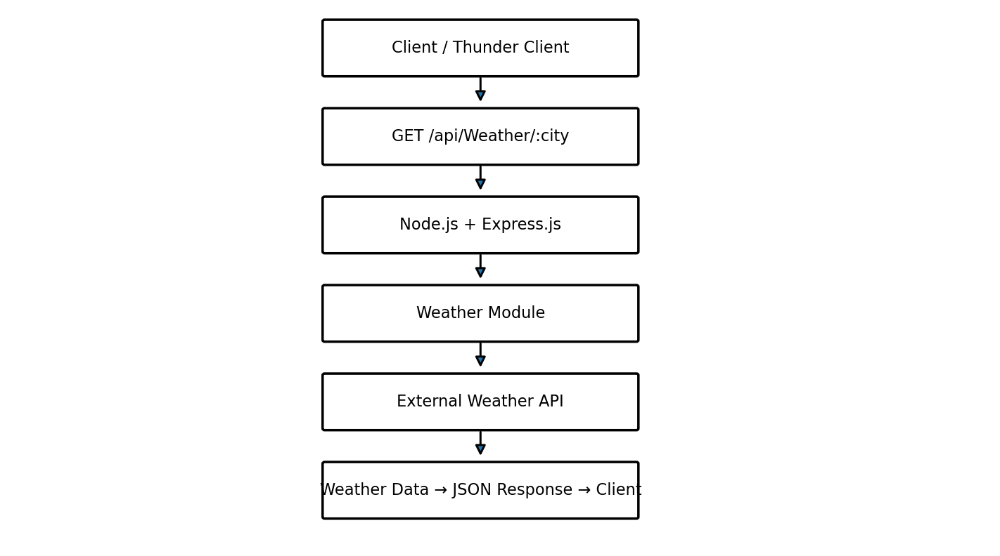 Client / Thunder Client
GET /api/Weather/:city
Node.js + Express.js
Weather Module
External Weather API
Weather Data → JSON Response → Client